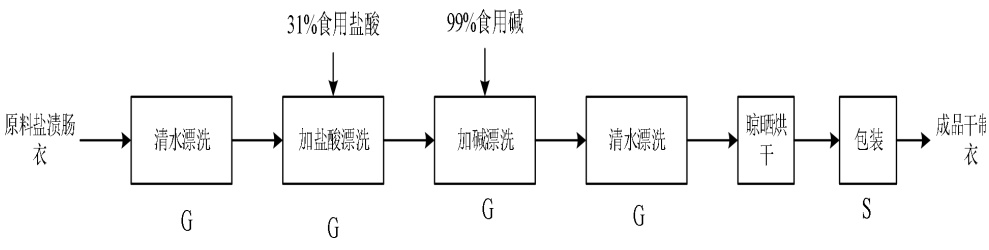 31%食用盐酸
99%食用碱
原料盐渍肠
衣
清水漂洗
加盐酸漂洗
加碱漂洗
清水漂洗
晾晒烘
干
包装
成品干制
衣
G
G
G
G
S